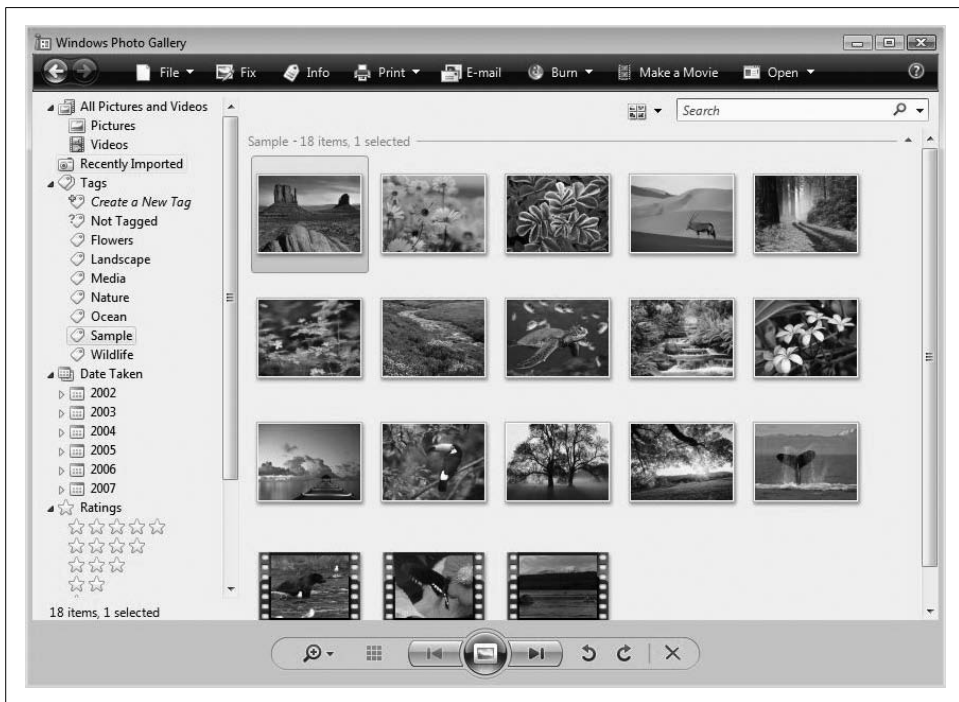 Windows Photo Gallery
File Fix Info Print E-mail Burn Make a Movie Open
All Pictures and Videos
Pictures
Videos
Recently Imported
Tags
Create a New Tag
Not Tagged
Flowers
Landscape
Media
Nature
Ocean
Sample
Wildlife
Date Taken
2002
2003
2004
2005
2006
2007
Ratings
18 items, 1 selected
Search
Sample - 18 items, 1 selected